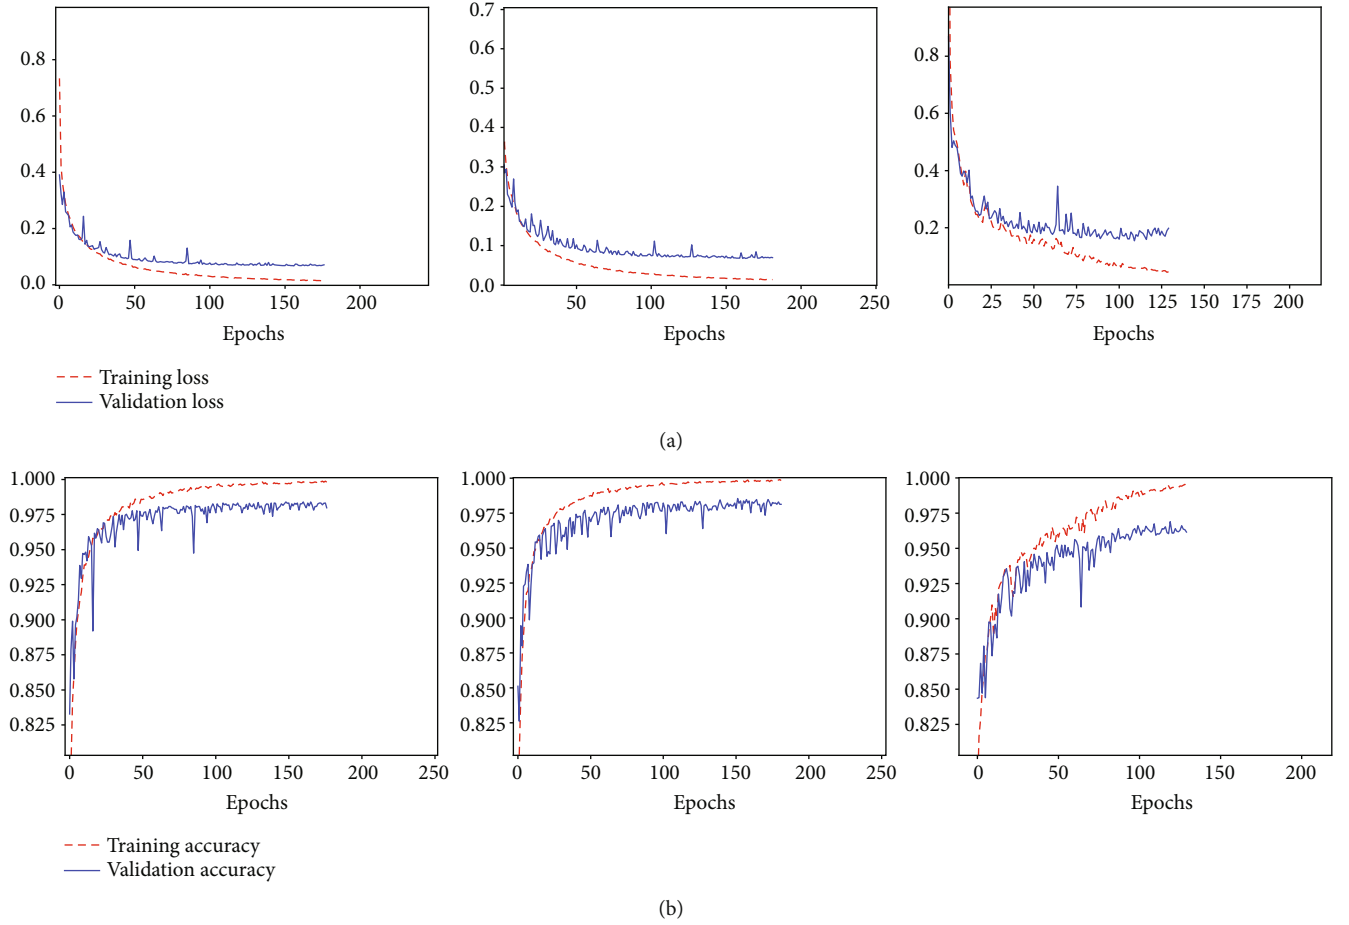 0.8
0.6
0.4
0.2
0.0
0 50 100 150 200
Epochs
0.7
0.6
0.5
0.4
0.3
0.2
0.1
0.0
50 100 150 200 250
Epochs
0.8
0.6
0.4
0.2
0 25 50 75 100 125 150 175 200
Epochs
Training loss
Validation loss
(a)
1.000
0.975
0.950
0.925
0.900
0.875
0.850
0.825
0 50 100 150 200 250
Epochs
1.000
0.975
0.950
0.925
0.900
0.875
0.850
0.825
0 50 100 150 200 250
Epochs
1.000
0.975
0.950
0.925
0.900
0.875
0.850
0.825
0 50 100 150 200
Epochs
Training accuracy
Validation accuracy
(b)